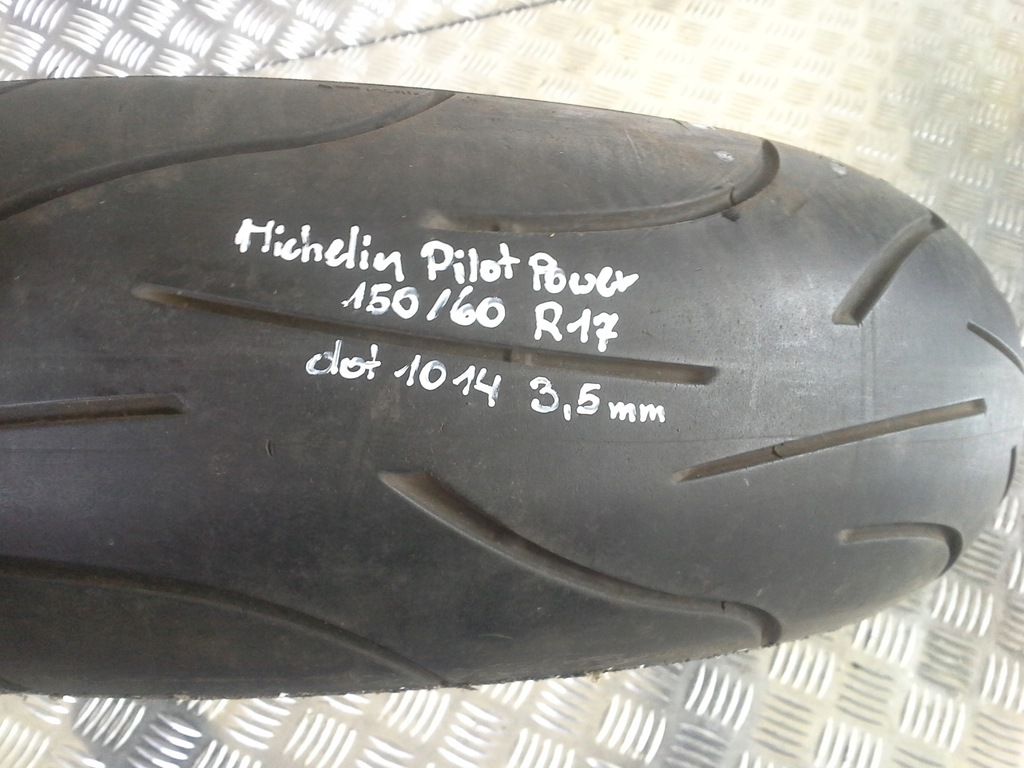 Michelin Pilot Power
150/60 R17
dot 1014 3,5mm